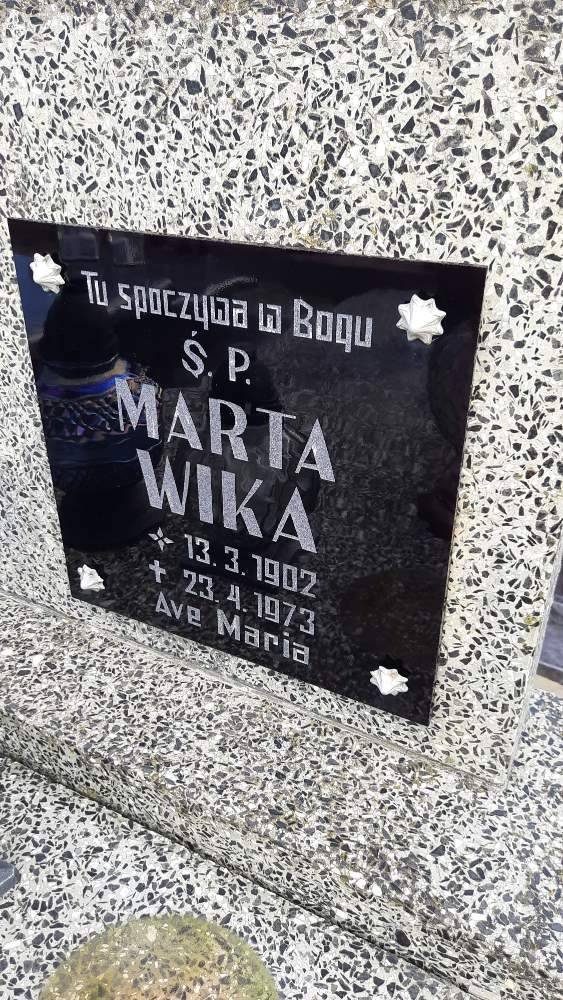 Tu spoczywa w Bogu
Ś. P.
MARTA
WIKA
13. 3. 1902
23. 4. 1973
Ave Maria